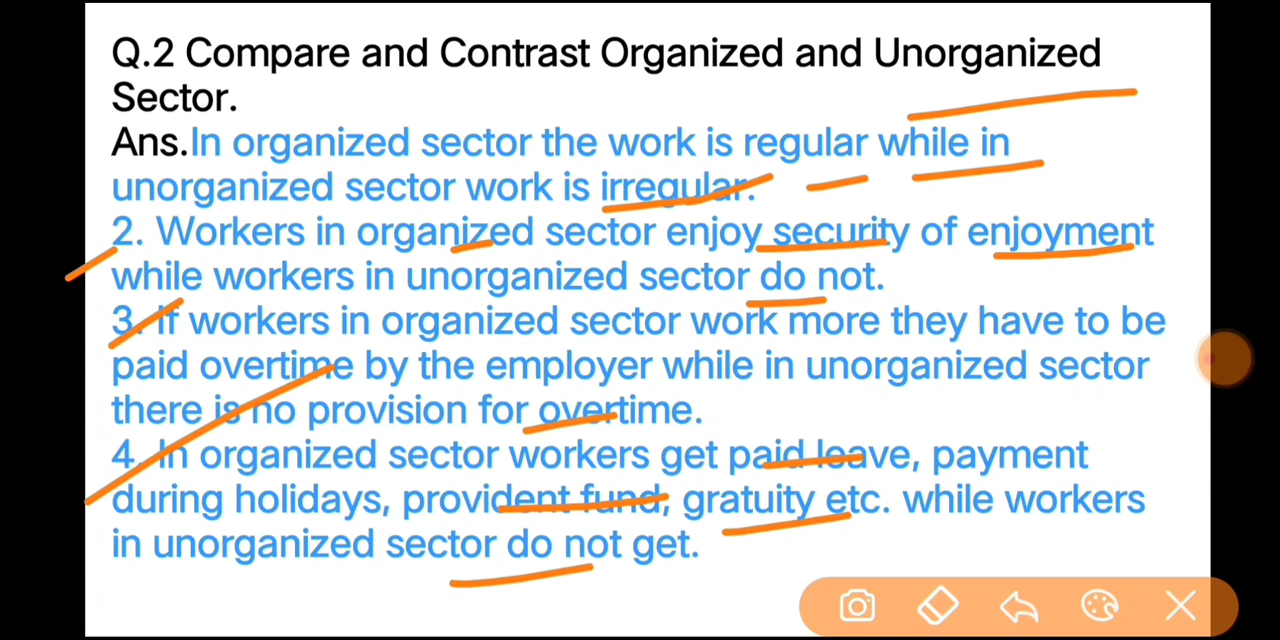 Q.2 Compare and Contrast Organized and Unorganized
Sector.
Ans.In organized sector the work is regular while in
unorganized sector work is irregular.
2. Workers in organized sector enjoy security of enjoyment
while workers in unorganized sector do not.
3. If workers in organized sector work more they have to be
paid overtime by the employer while in unorganized sector
there is no provision for overtime.
4. In organized sector workers get paid leave, payment
during holidays, provident fund, gratuity etc. while workers
in unorganized sector do not get.